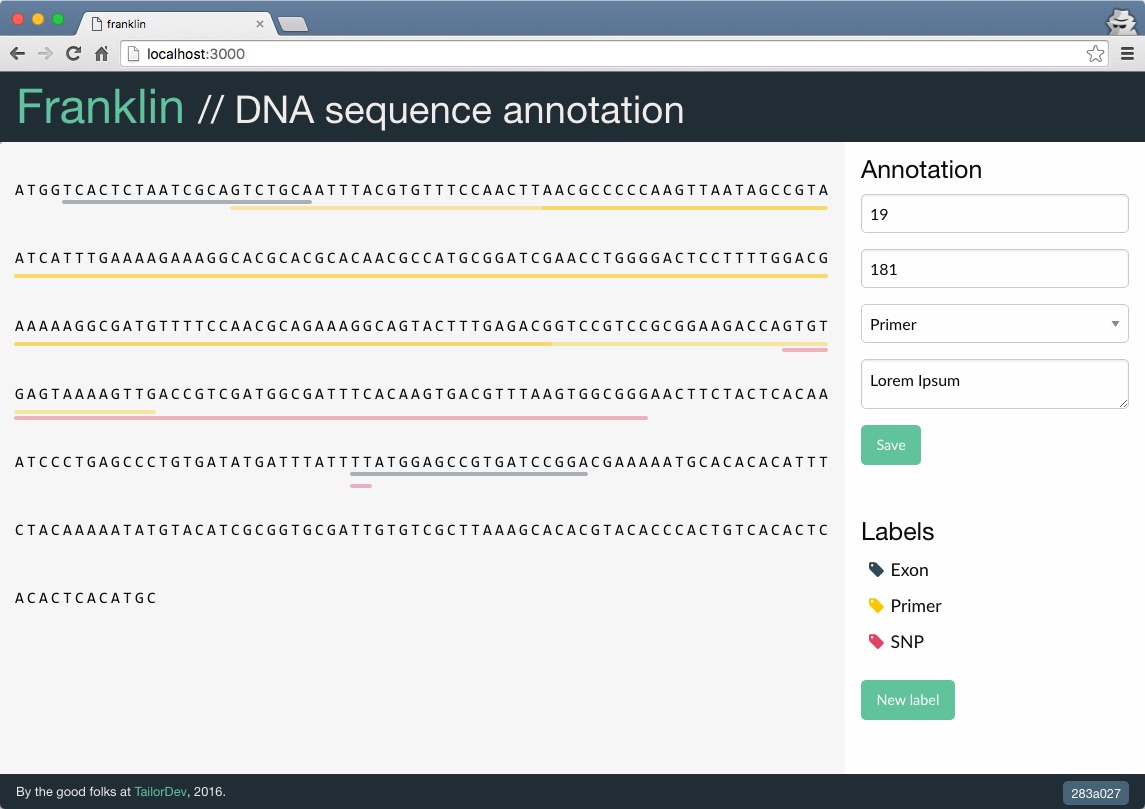 franklin
localhost:3000
Franklin // DNA sequence annotation
ATGGTCACTCTAATCGCAGTCTGCAATTTACGTGTTTCCAACTTAACGCCCCCAAGTTAATAGCCGTA
ATCATTTGAAAAGAAAGGCACGCACGCACAACGCCATGCGGATCGAACCTGGGGACTCCTTTTGGACG
AAAAAGGCGATGTTTTCCAACGCAGAAAGGCAGTACTTTGAGACGGTCCGTCCGCGGAAGACCAGTGT
GAGTAAAAGTTGACCGTCGATGGCGATTTCACAAGTGACGTTTAAGTGGCGGGAACTTCTACTCACAA
ATCCCTGAGCCCTGTGATATGATTTATTTTATGGAGCCGTGATCCGGACGAAAAATGCACACACATTT
CTACAAAAATATGTACATCGCGGTGCGATTGTGTCGCTTAAAGCACACGTACACCCACTGTCACACTC
ACACTCACATGC
Annotation
19
181
Primer
Lorem Ipsum
Save
Labels
Exon
Primer
SNP
New label
By the good folks at TailorDev, 2016.
283a027